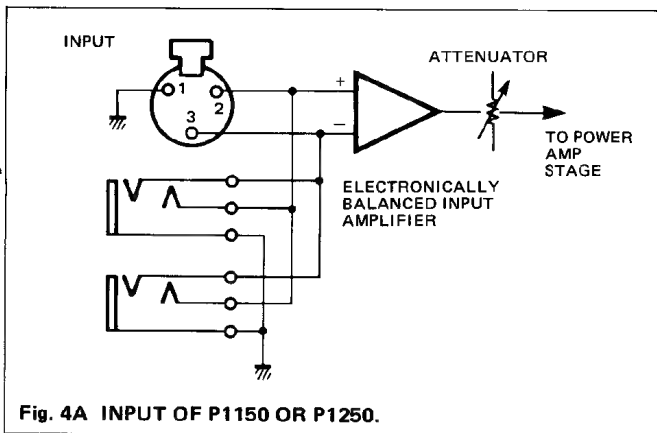 INPUT
1
2
3
+
−
ATTENUATOR
TO POWER
AMP
STAGE
ELECTRONICALLY
BALANCED INPUT
AMPLIFIER
Fig. 4A INPUT OF P1150 OR P1250.